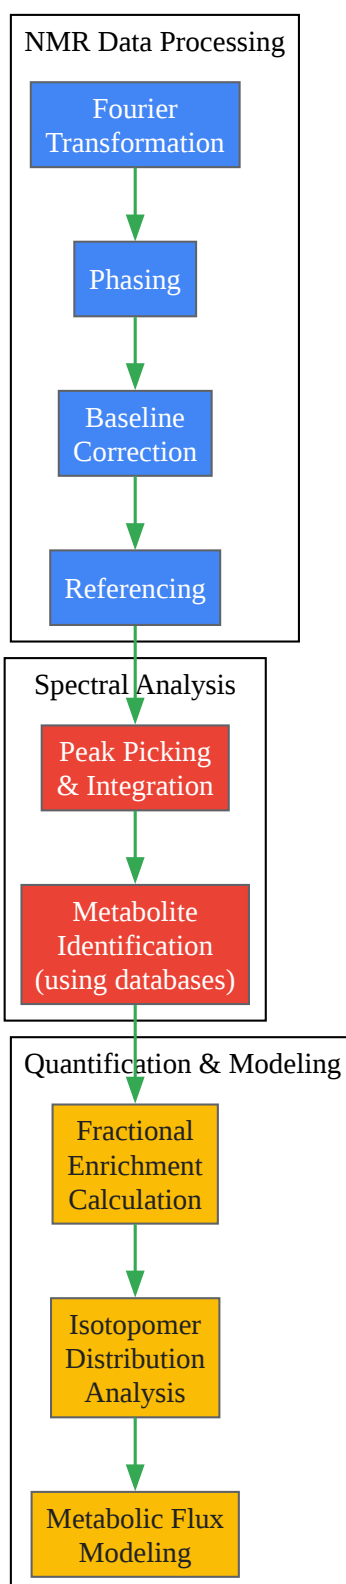 NMR Data Processing
Fourier
Transformation
Phasing
Baseline
Correction
Referencing
Spectral Analysis
Peak Picking
& Integration
Metabolite
Identification
(using databases)
Quantification & Modeling
Fractional
Enrichment
Calculation
Isotopomer
Distribution
Analysis
Metabolic Flux
Modeling